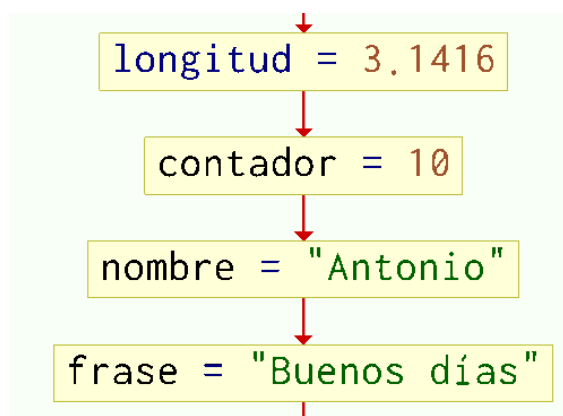 longitud = 3.1416
contador = 10
nombre = "Antonio"
frase = "Buenos días"